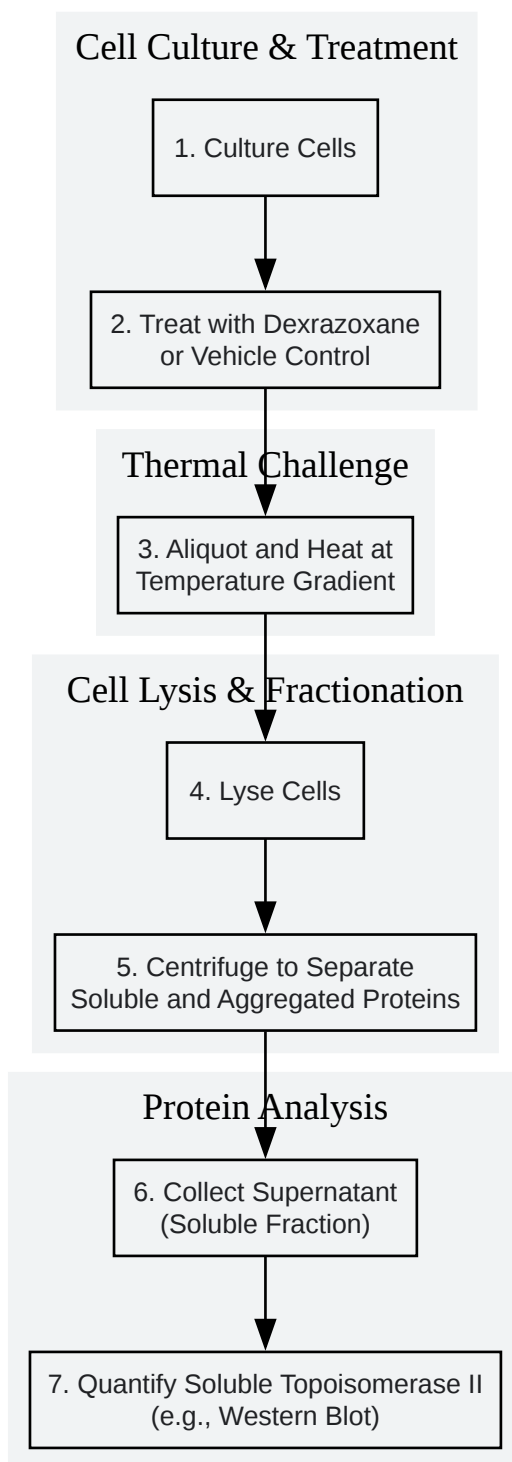 Cell Culture & Treatment
1. Culture Cells
2. Treat with Dexrazoxane
or Vehicle Control
Thermal Challenge
3. Aliquot and Heat at
Temperature Gradient
Cell Lysis & Fractionation
4. Lyse Cells
5. Centrifuge to Separate
Soluble and Aggregated Proteins
Protein Analysis
6. Collect Supernatant
(Soluble Fraction)
7. Quantify Soluble Topoisomerase II
(e.g., Western Blot)